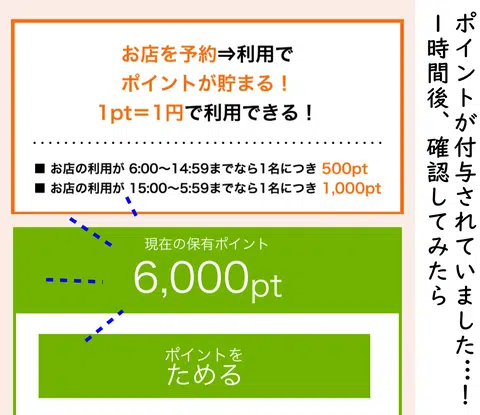 1時間後、確認してみたら
ポイントが付与されていました…!
お店を予約⇒利用で
ポイントが貯まる!
1pt=1円で利用できる!
■ お店の利用が 6:00〜14:59までなら1名につき 500pt
■ お店の利用が 15:00〜5:59までなら1名につき 1,000pt
現在の保有ポイント
6,000pt
ポイントを
ためる